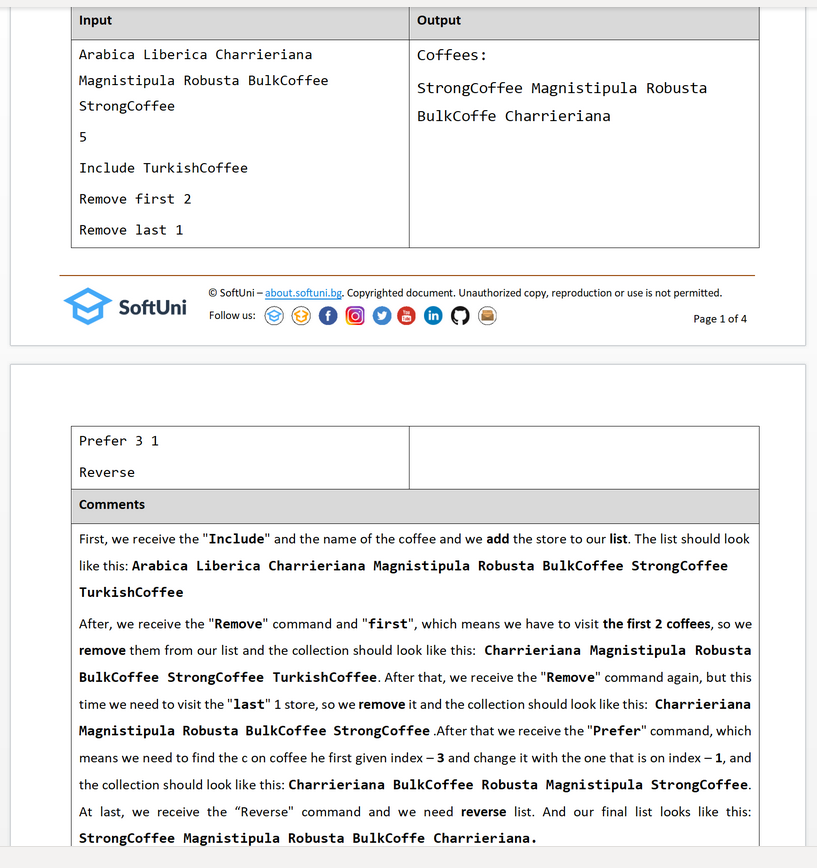 Input Output
Arabica Liberica Charrieriana
Magnistipula Robusta BulkCoffee
StrongCoffee
5
Include TurkishCoffee
Remove first 2
Remove last 1
Coffees:
StrongCoffee Magnistipula Robusta
BulkCoffe Charrieriana
SoftUni
© SoftUni – about.softuni.bg. Copyrighted document. Unauthorized copy, reproduction or use is not permitted.
Follow us:
Page 1 of 4
Prefer 3 1
Reverse
Comments
First, we receive the "Include" and the name of the coffee and we add the store to our list. The list should look
like this: Arabica Liberica Charrieriana Magnistipula Robusta BulkCoffee StrongCoffee
TurkishCoffee
After, we receive the "Remove" command and "first", which means we have to visit the first 2 coffees, so we
remove them from our list and the collection should look like this: Charrieriana Magnistipula Robusta
BulkCoffee StrongCoffee TurkishCoffee. After that, we receive the "Remove" command again, but this
time we need to visit the "last" 1 store, so we remove it and the collection should look like this: Charrieriana
Magnistipula Robusta BulkCoffee StrongCoffee .After that we receive the "Prefer" command, which
means we need to find the c on coffee he first given index – 3 and change it with the one that is on index – 1, and
the collection should look like this: Charrieriana BulkCoffee Robusta Magnistipula StrongCoffee.
At last, we receive the “Reverse" command and we need reverse list. And our final list looks like this:
StrongCoffee Magnistipula Robusta BulkCoffe Charrieriana.